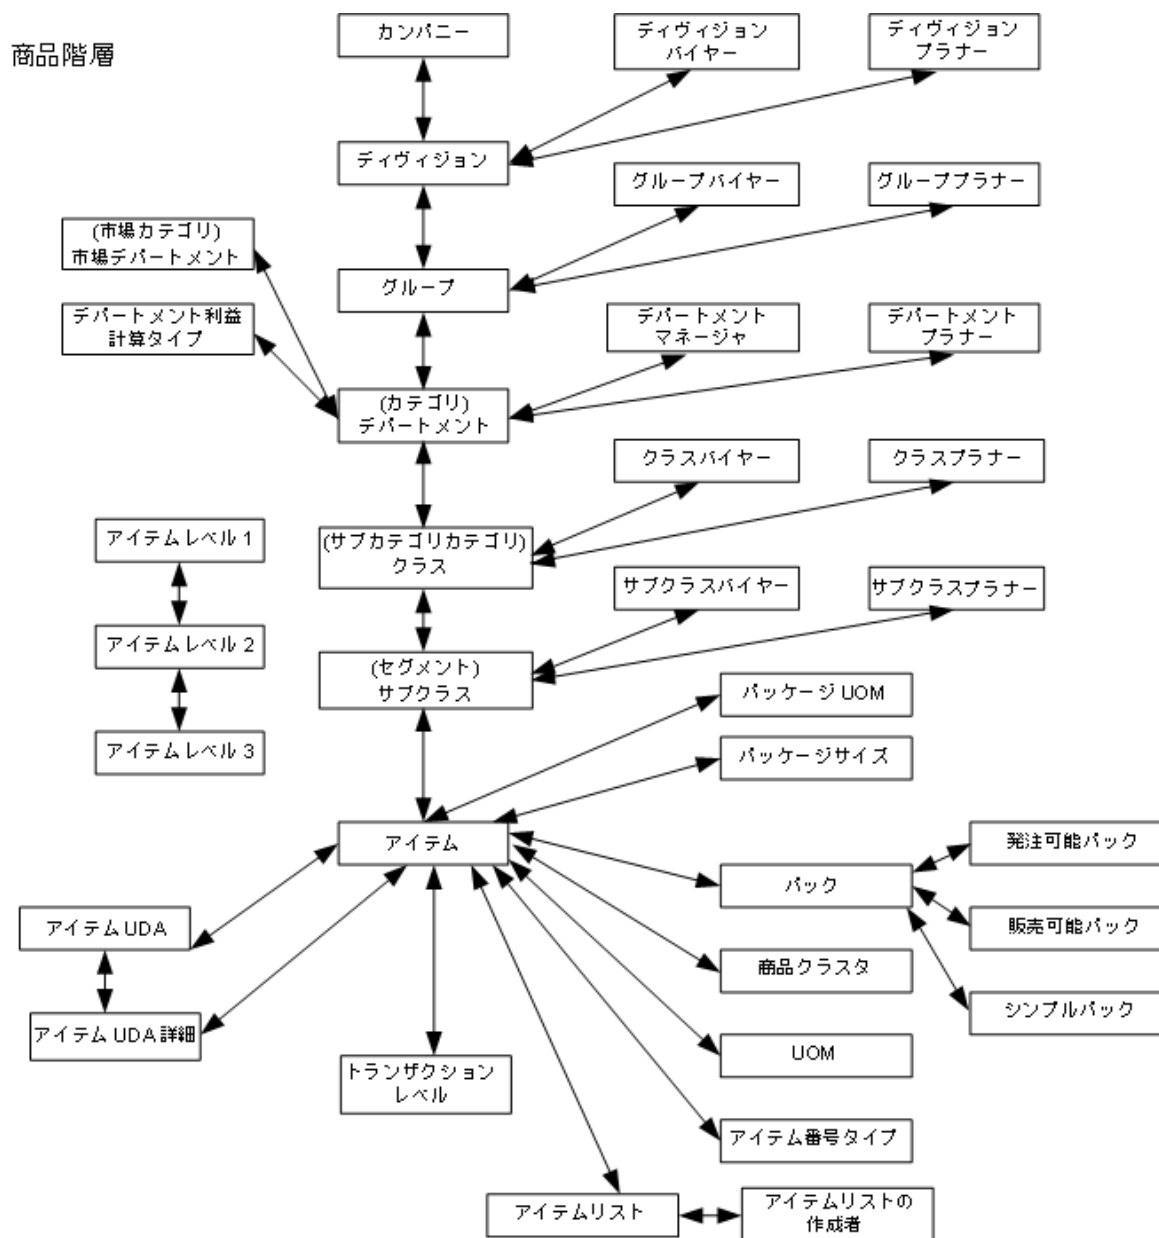 商品階層
カンパニー
ディヴィジョン
バイヤー
ディヴィジョン
プラナー
ディヴィジョン
グループバイヤー
グループプラナー
(市場カテゴリ)
市場デパートメント
グループ
デパートメント利益
計算タイプ
デパートメント
マネージャ
デパートメント
プラナー
(カテゴリ)
デパートメント
クラスバイヤー
クラスプラナー
アイテムレベル 1
(サブカテゴリカテゴリ)
クラス
サブクラスバイヤー
サブクラスプラナー
アイテムレベル 2
(セグメント)
サブクラス
パッケージ UOM
アイテムレベル 3
パッケージサイズ
アイテム
発注可能パック
パック
アイテム UDA
販売可能パック
商品クラスタ
アイテム UDA 詳細
シンプルパック
UOM
トランザクション
レベル
アイテム番号タイプ
アイテムリスト
アイテムリストの
作成者